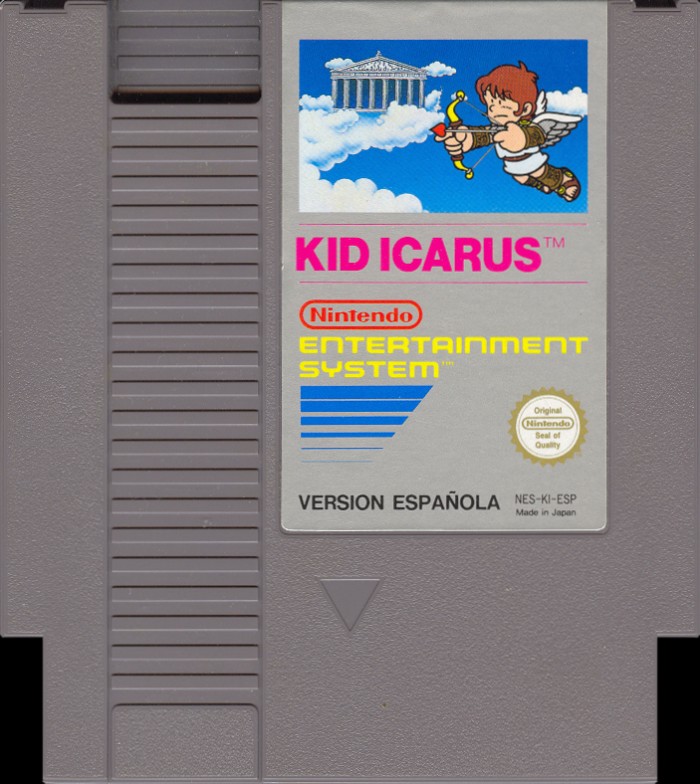 KID ICARUS™
Nintendo
ENTERTAINMENT
SYSTEM™
Original
Nintendo
Seal of
Quality
VERSION ESPAÑOLA
NES-KI-ESP
Made in Japan